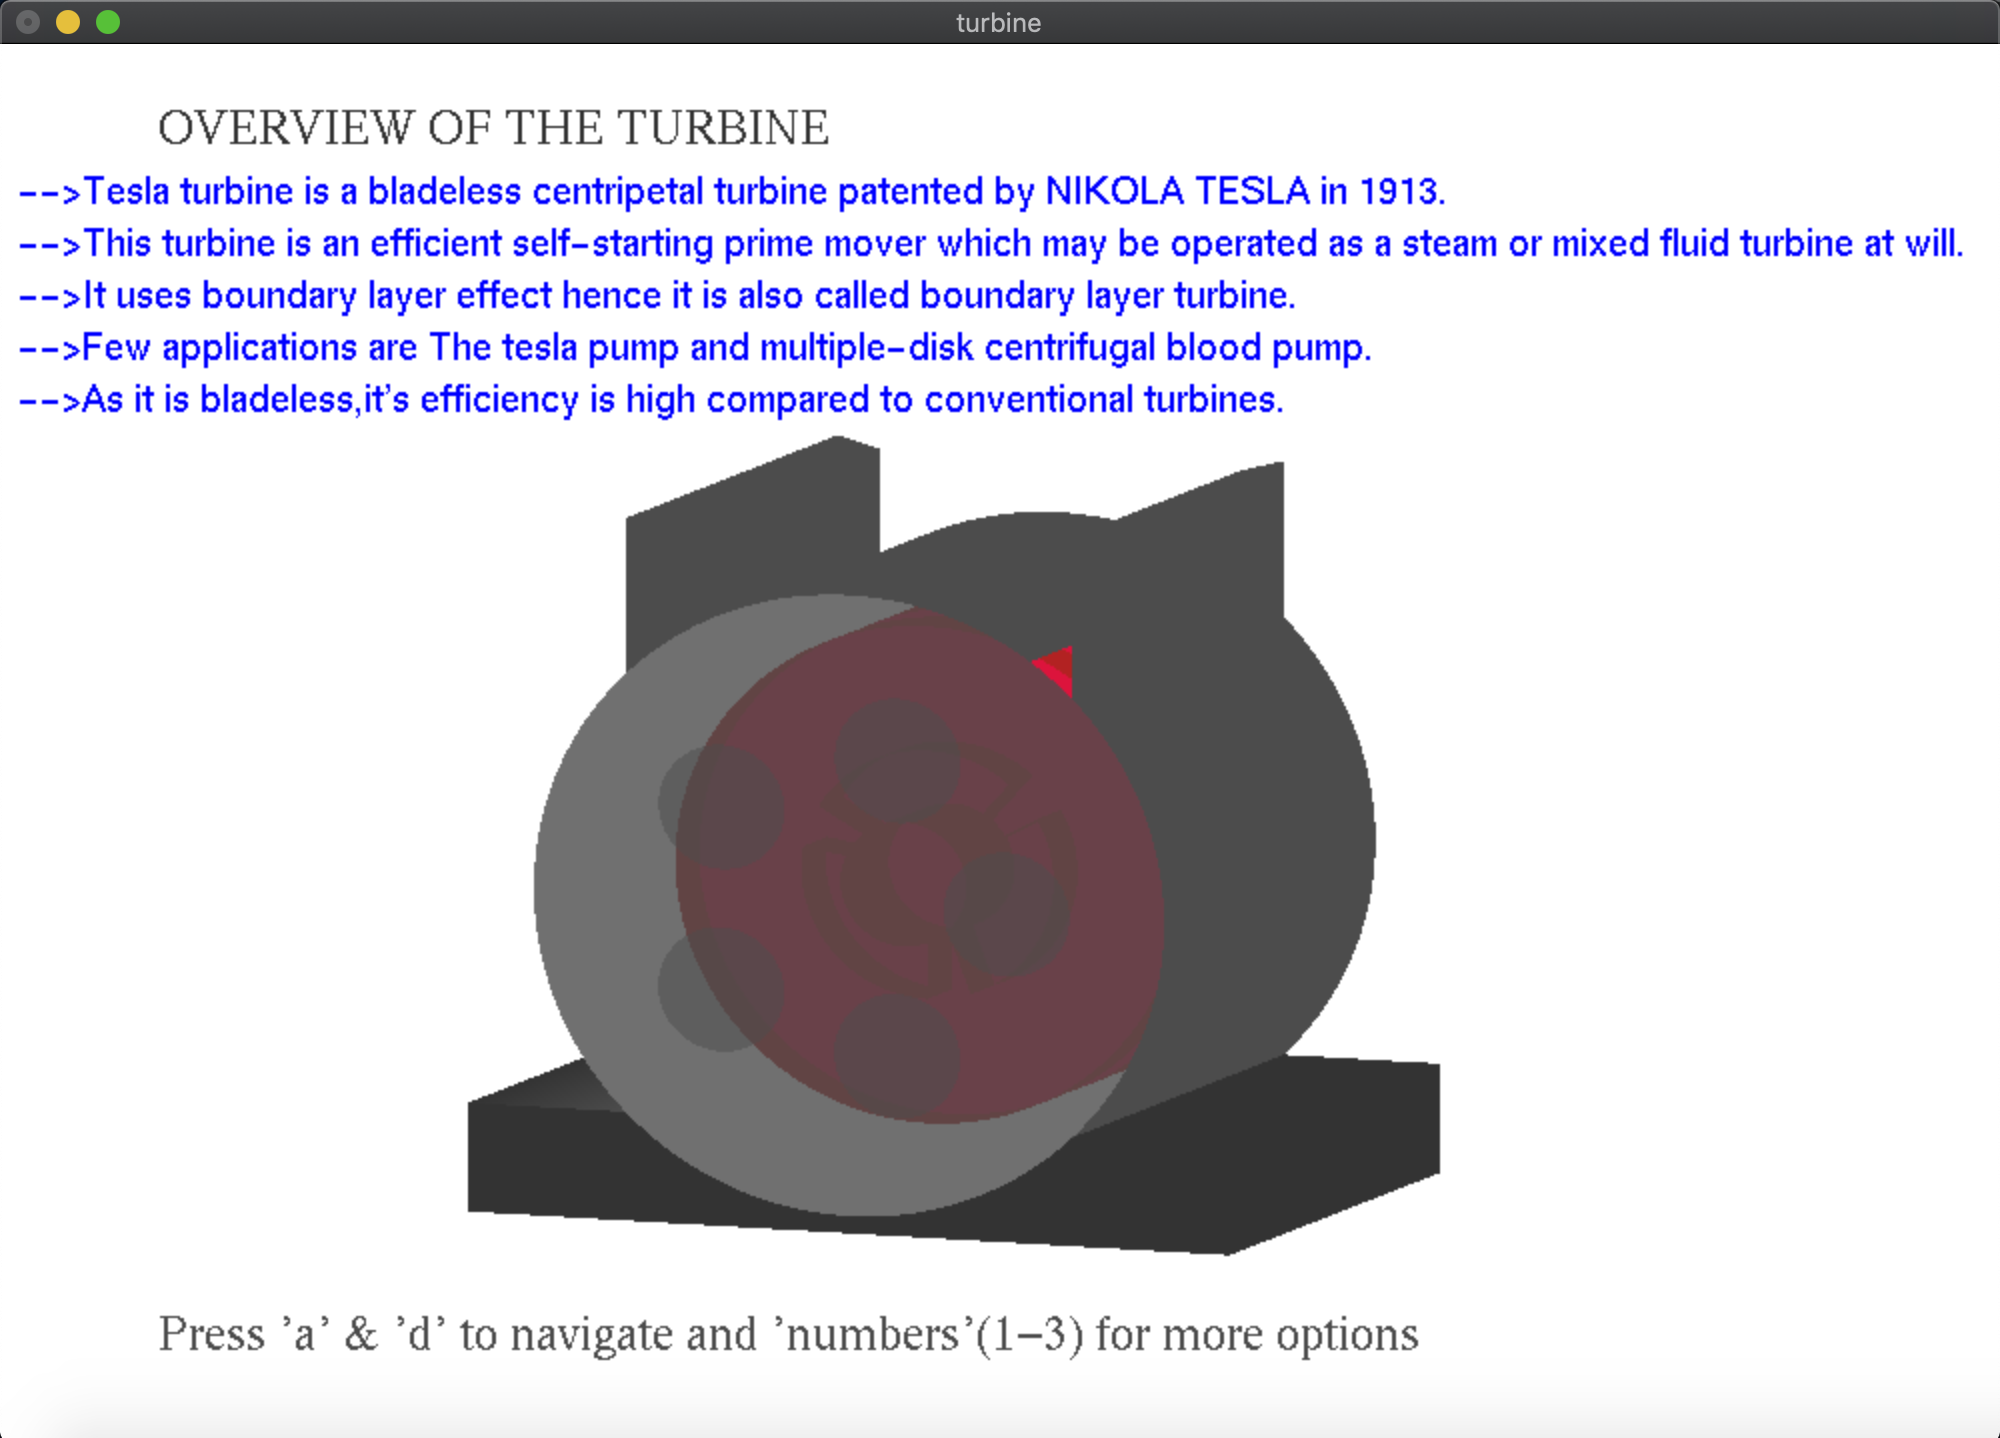 turbine
OVERVIEW OF THE TURBINE
-->Tesla turbine is a bladeless centripetal turbine patented by NIKOLA TESLA in 1913.
-->This turbine is an efficient self-starting prime mover which may be operated as a steam or mixed fluid turbine at will.
-->It uses boundary layer effect hence it is also called boundary layer turbine.
-->Few applications are The tesla pump and multiple-disk centrifugal blood pump.
-->As it is bladeless,it's efficiency is high compared to conventional turbines.
Press 'a' & 'd' to navigate and 'numbers'(1-3) for more options